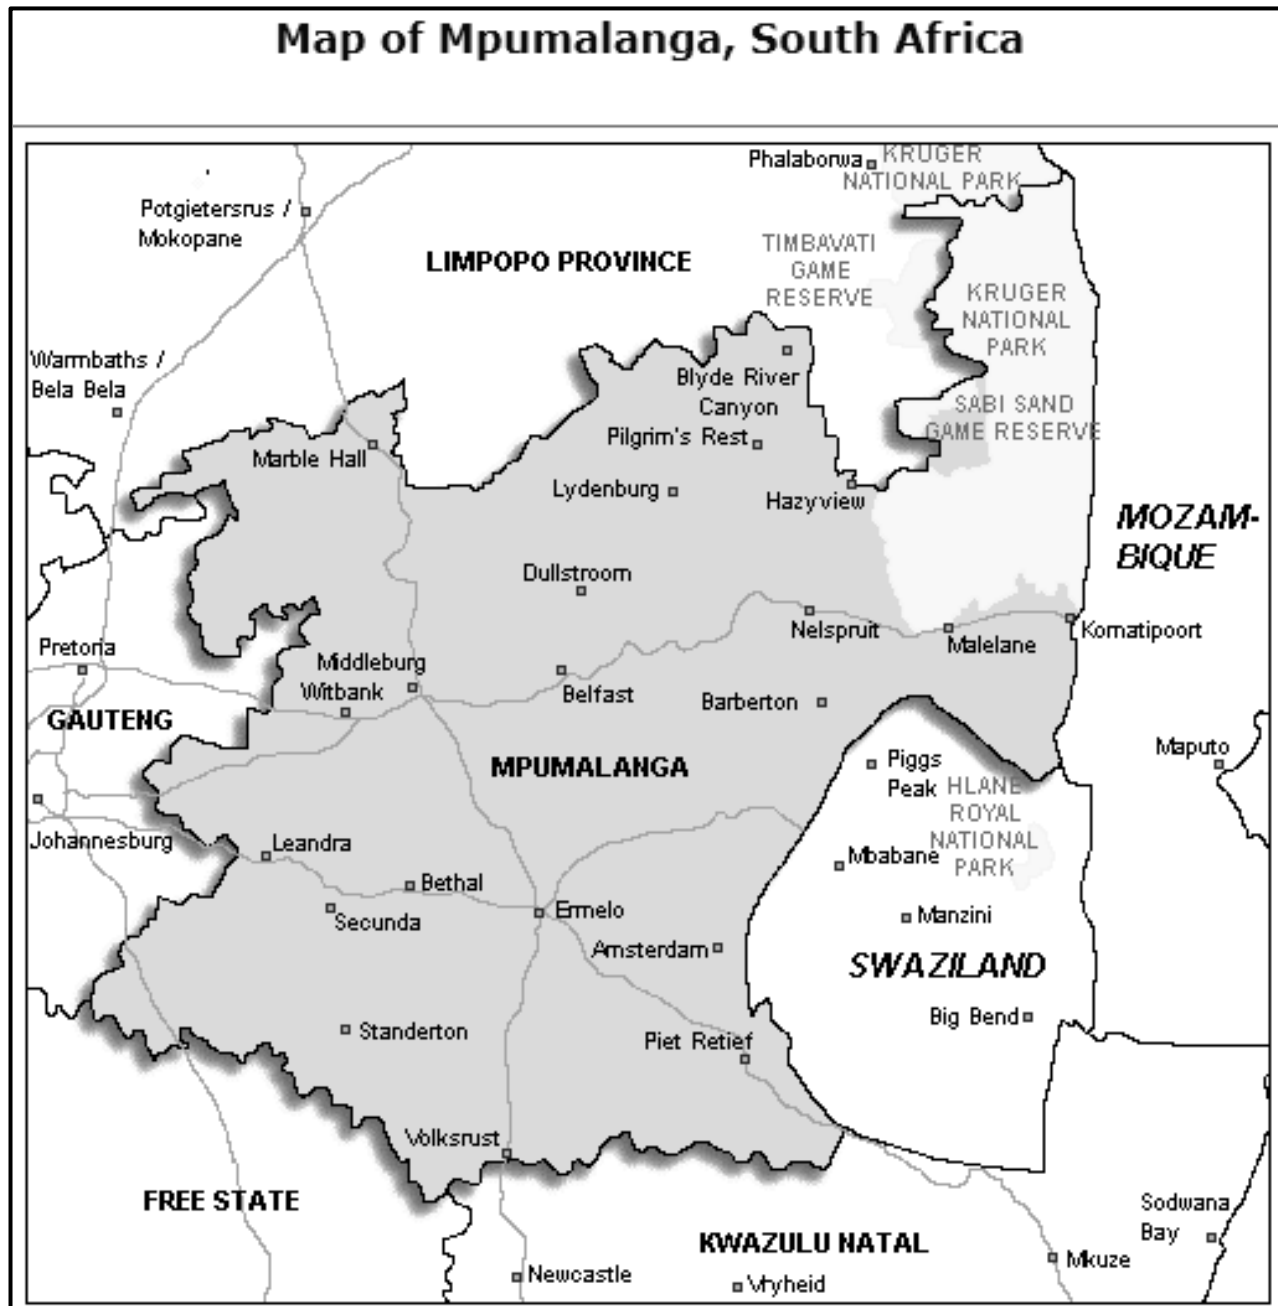 Map of Mpumalanga, South Africa
Phalaborwa
KRUGER
NATIONAL PARK
Potgietersrus /
Mokopane
LIMPOPO PROVINCE
TIMBAVATI
GAME
RESERVE
KRUGER
NATIONAL
PARK
Warmbaths /
Bela Bela
Blyde River
Canyon
SABI SAND
GAME RESERVE
Pilgrim's Rest
Marble Hall
Lydenburg
Hazyview
MOZAM-
BIQUE
Dullstroom
Nelspruit
Malelane
Komatipoort
Pretoria
Middleburg
Witbank
Belfast
Barberton
GAUTENG
MPUMALANGA
Piggs
Peak
Maputo
HLANE
ROYAL
NATIONAL
PARK
Johannesburg
Leandra
Mbabane
Bethal
Secunda
Ermelo
Manzini
Amsterdam
SWAZILAND
Big Bend
Standerton
Piet Retief
Volksrust
FREE STATE
KWAZULU NATAL
Sodwana
Bay
Mkuze
Newcastle
Vryheid